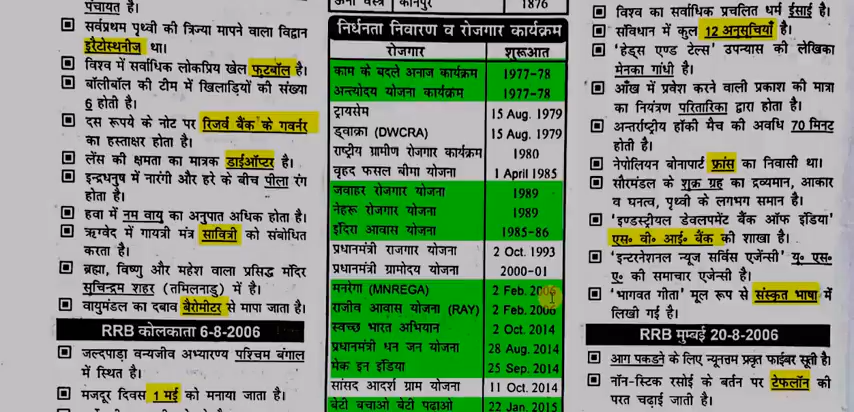 पंचायत है।
सर्वप्रथम पृथ्वी की त्रिज्या मापने वाला विद्वान
इरैटोस्थनीज था।
विश्व में सर्वाधिक लोकप्रिय खेल फुटबॉल है।
बॉलीबॉल की टीम में खिलाड़ियों की संख्या
6 होती है।
दस रूपये के नोट पर रिजर्व बैंक के गवर्नर
का हस्ताक्षर होता है।
लेंस की क्षमता का मात्रक डाईऑप्टर है।
इन्द्रधनुष में नारंगी और हरे के बीच पीला रंग
होता है।
हवा में नम वायु का अनुपात अधिक होता है।
ऋग्वेद में गायत्री मंत्र सावित्री को संबोधित
करता है।
ब्रह्मा, विष्णु और महेश वाला प्रसिद्ध मंदिर
सुचिन्द्रम शहर (तमिलनाडु) में है।
वायुमंडल का दबाव बैरोमीटर से मापा जाता है।
RRB कोलकाता 6-8-2006
जल्दपाड़ा वन्यजीव अभ्यारण्य पश्चिम बंगाल
में स्थित है।
मजदूर दिवस 1 मई को मनाया जाता है।
कानपुर 1876
निर्धनता निवारण व रोजगार कार्यक्रम
रोजगार शुरूआत
काम के बदले अनाज कार्यक्रम 1977-78
अन्त्योदय योजना कार्यक्रम 1977-78
ट्रायसेम 15 Aug. 1979
ड्वाक्रा (DWCRA) 15 Aug. 1979
राष्ट्रीय ग्रामीण रोजगार कार्यक्रम 1980
वृहद फसल बीमा योजना 1 April 1985
जवाहर रोजगार योजना 1989
नेहरू रोजगार योजना 1989
इंदिरा आवास योजना 1985-86
प्रधानमंत्री राजगार योजना 2 Oct. 1993
प्रधानमंत्री ग्रामोदय योजना 2000-01
मनरेगा (MNREGA) 2 Feb. 2006
राजीव आवास योजना (RAY) 2 Feb. 2006
स्वच्छ भारत अभियान 2 Oct. 2014
प्रधानमंत्री धन जन योजना 28 Aug. 2014
मेक इन इंडिया 25 Sep. 2014
सांसद आदर्श ग्राम योजना 11 Oct. 2014
बेटी बचाओ बेटी पढाओ 22 Jan. 2015
विश्व का सर्वाधिक प्रचलित धर्म ईसाई है।
संविधान में कुल 12 अनुसूचियाँ है।
'हेड्स एण्ड टेल्स' उपन्यास की लेखिका
मेनका गांधी है।
आँख में प्रवेश करने वाली प्रकाश की मात्रा
का नियंत्रण परितारिका द्वारा होता है।
अन्तर्राष्ट्रीय हॉकी मैच की अवधि 70 मिनट
होती है।
नेपोलियन बोनापार्ट फ्रांस का निवासी था।
सौरमंडल के शुक्र ग्रह का द्रव्यमान, आकार
व घनत्व, पृथ्वी के लगभग समान है।
'इण्डस्ट्रीयल डेवलपमेंट बैंक ऑफ इंडिया'
एस० वी० आई० बैंक की शाखा है।
'इन्टरनेशनल न्यूज सर्विस एजेंसी' यू० एस०
ए० की समाचार एजेन्सी है।
'भागवत गीता' मूल रूप से संस्कृत भाषा में
लिखी गई है।
RRB मुम्बई 20-8-2006
आग पकडने के लिए न्यूनतम प्रवृत फाईबर सूती है।
नॉन-स्टिक रसोई के बर्तन पर टेफलॉन की
परत चढ़ाई जाती है।